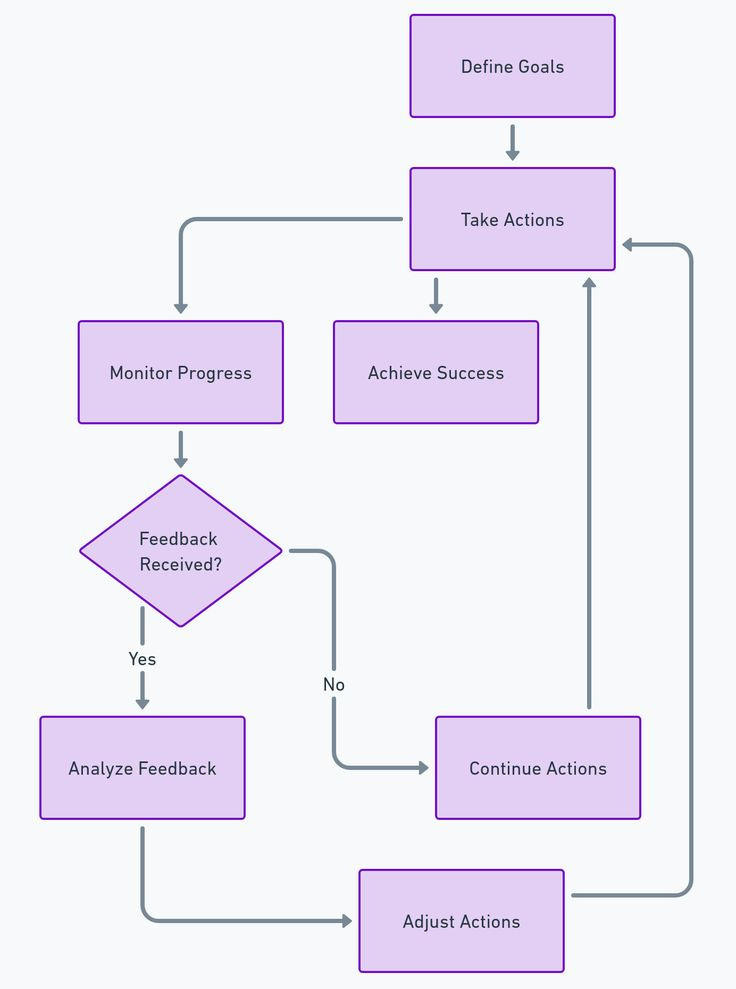 Define Goals
Take Actions
Monitor Progress
Achieve Success
Feedback
Received?
Yes
No
Analyze Feedback
Continue Actions
Adjust Actions